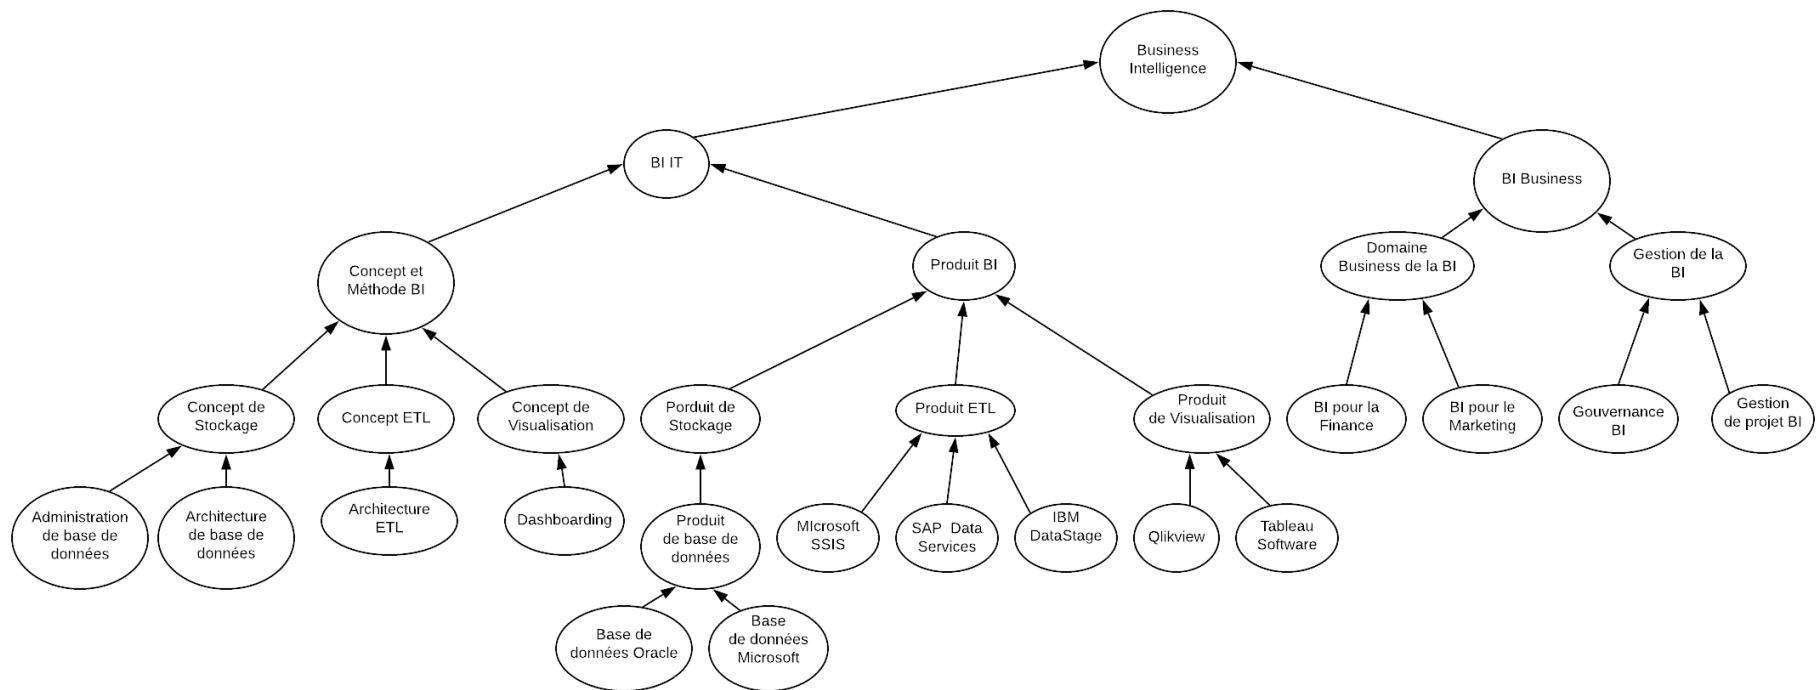 Business
Intelligence
BI IT
BI Business
Concept et
Méthode BI
Produit BI
Domaine
Business de la BI
Gestion de la
BI
Concept de
Stockage
Concept ETL
Concept de
Visualisation
Porduit de
Stockage
Produit ETL
Produit
de Visualisation
BI pour la
Finance
BI pour le
Marketing
Gouvernance
BI
Gestion
de projet BI
Administration
de base de
données
Architecture
de base de
données
Architecture
ETL
Dashboarding
Produit
de base de
données
MIcrosoft
SSIS
SAP Data
Services
IBM
DataStage
Qlikview
Tableau
Software
Base de
données Oracle
Base
de données
Microsoft